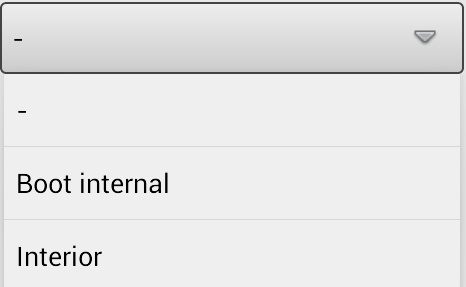 -
-
Boot internal
Interior